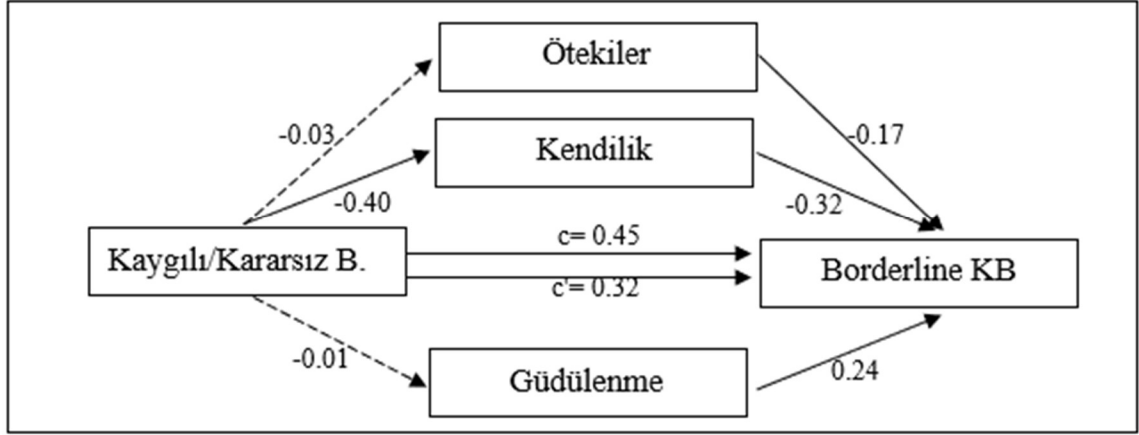 Ötekiler
-0.03
-0.17
Kendilik
-0.40
-0.32
c= 0.45
Kaygılı/Kararsız B.
Borderline KB
c'= 0.32
-0.01
Güdülenme
0.24